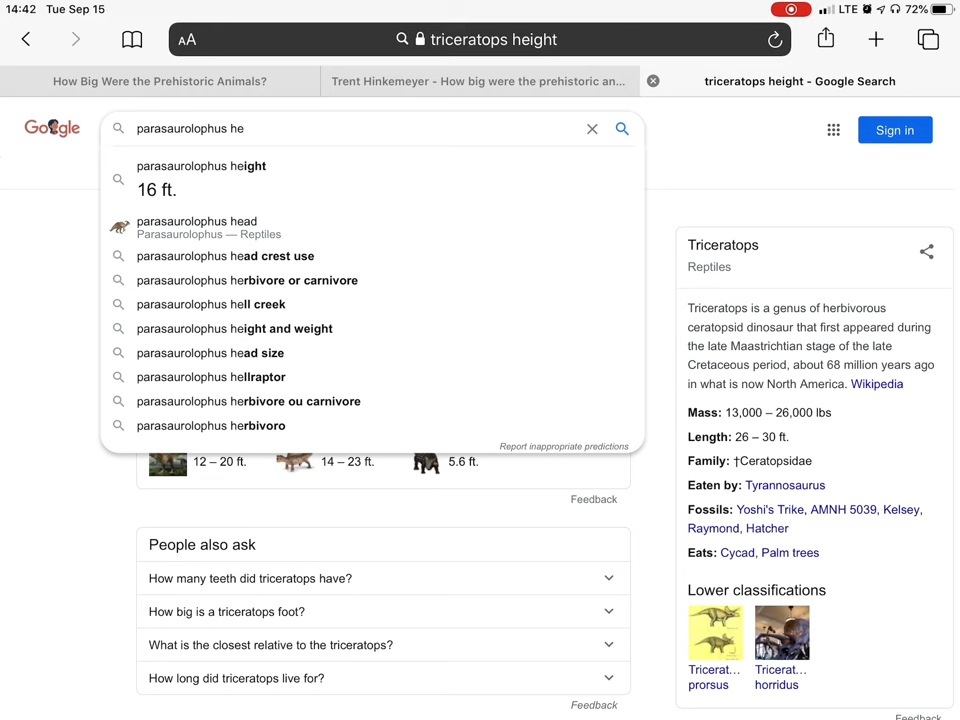 14:42 Tue Sep 15
LTE 72%
AA triceratops height
How Big Were the Prehistoric Animals?
Trent Hinkemeyer - How big were the prehistoric an...
triceratops height - Google Search
Google
parasaurolophus he
Sign in
parasaurolophus height
16 ft.
parasaurolophus head
Parasaurolophus — Reptiles
parasaurolophus head crest use
parasaurolophus herbivore or carnivore
parasaurolophus hell creek
parasaurolophus height and weight
parasaurolophus head size
parasaurolophus hellraptor
parasaurolophus herbivore ou carnivore
parasaurolophus herbivoro
Report inappropriate predictions
12 – 20 ft. 14 – 23 ft. 5.6 ft.
Feedback
People also ask
How many teeth did triceratops have?
How big is a triceratops foot?
What is the closest relative to the triceratops?
How long did triceratops live for?
Feedback
Triceratops
Reptiles
Triceratops is a genus of herbivorous
ceratopsid dinosaur that first appeared during
the late Maastrichtian stage of the late
Cretaceous period, about 68 million years ago
in what is now North America. Wikipedia
Mass: 13,000 – 26,000 lbs
Length: 26 – 30 ft.
Family: †Ceratopsidae
Eaten by: Tyrannosaurus
Fossils: Yoshi's Trike, AMNH 5039, Kelsey,
Raymond, Hatcher
Eats: Cycad, Palm trees
Lower classifications
Tricerat...
prorsus
Tricerat...
horridus
Feedback